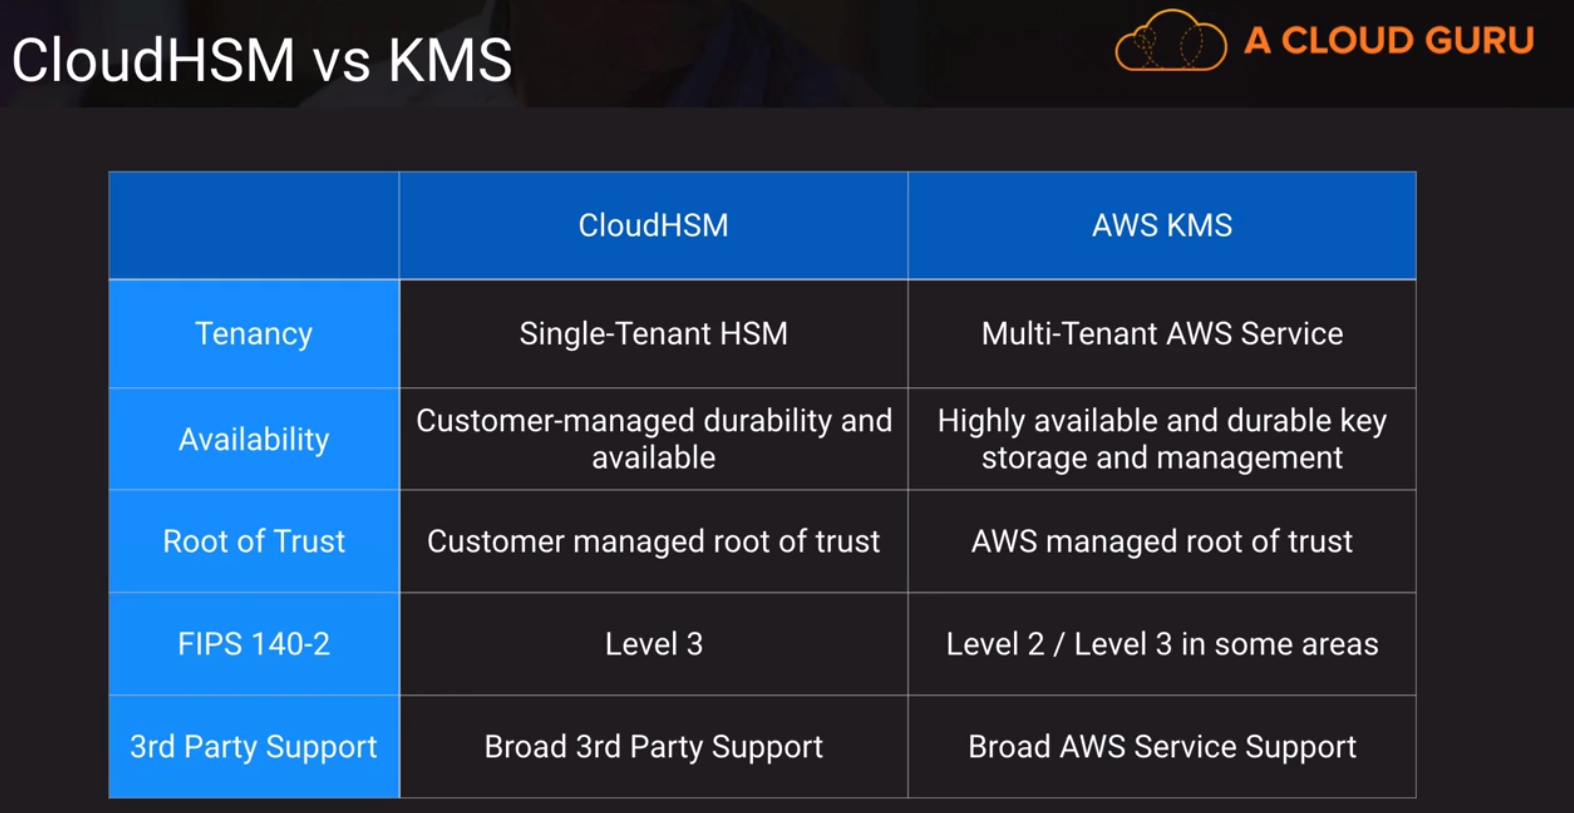 CloudHSM vs KMS
A CLOUD GURU
CloudHSM
AWS KMS
Tenancy
Single-Tenant HSM
Multi-Tenant AWS Service
Availability
Customer-managed durability and
available
Highly available and durable key
storage and management
Root of Trust
Customer managed root of trust
AWS managed root of trust
FIPS 140-2
Level 3
Level 2 / Level 3 in some areas
3rd Party Support
Broad 3rd Party Support
Broad AWS Service Support